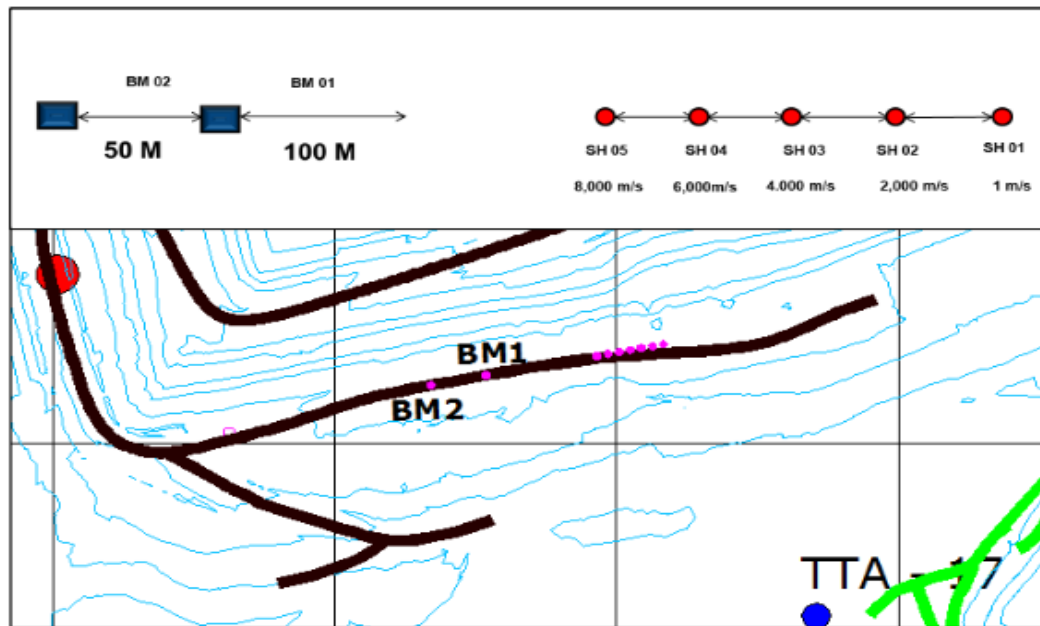 BM 02
BM 01
50 M
100 M
SH 05
SH 04
SH 03
SH 02
SH 01
8,000 m/s
6,000m/s
4.000 m/s
2,000 m/s
1 m/s
BM1
BM2
TTA - 17